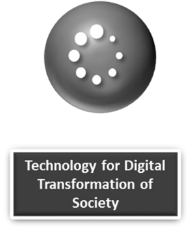 Technology for Digital
Transformation of
Society